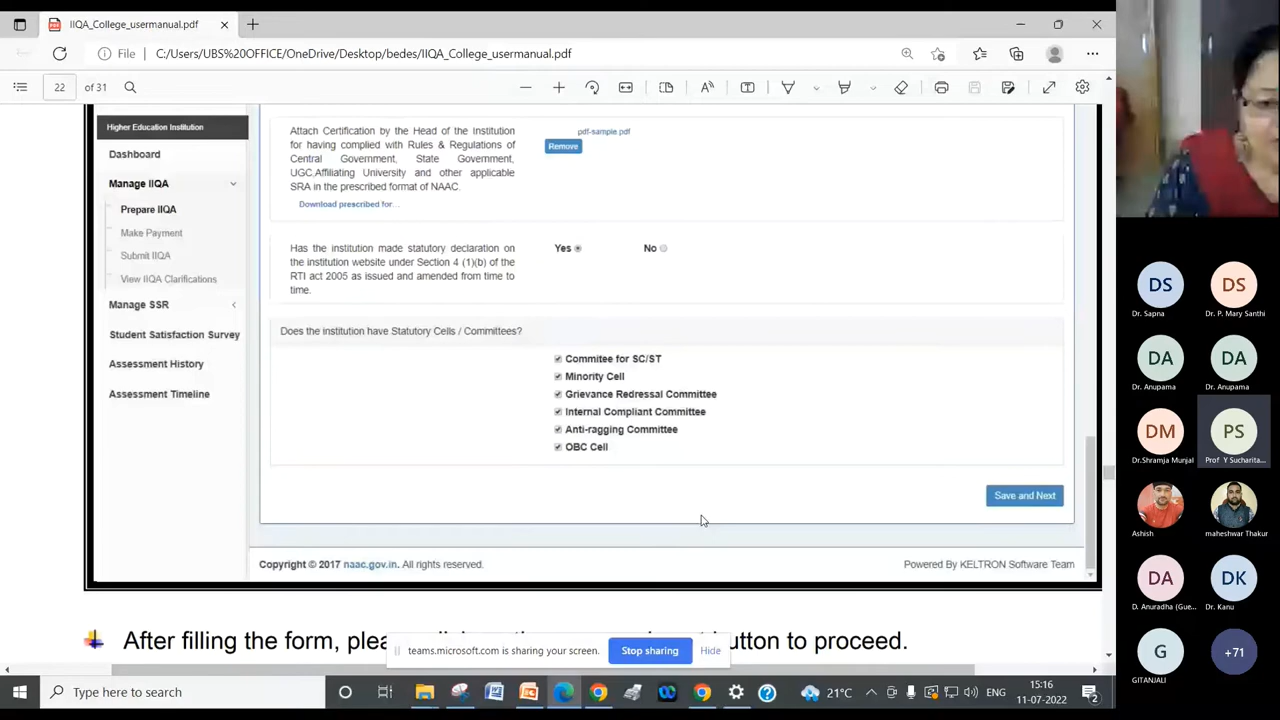 IIQA_College_usermanual.pdf
File
C:/Users/UBS%20OFFICE/OneDrive/Desktop/bedes/IIQA_College_usermanual.pdf
22 of 31
Higher Education Institution
Dashboard
Manage IIQA
Prepare IIQA
Make Payment
Submit IIQA
View IIQA Clarifications
Manage SSR
Student Satisfaction Survey
Assessment History
Assessment Timeline
Attach Certification by the Head of the Institution
for having complied with Rules & Regulations of
Central Government, State Government,
UGC,Affiliating University and other applicable
SRA in the prescribed format of NAAC.
Download prescribed for...
pdf-sample.pdf
Remove
Has the institution made statutory declaration on
the institution website under Section 4 (1)(b) of the
RTI act 2005 as issued and amended from time to
time.
Yes No
Does the institution have Statutory Cells / Committees?
Commitee for SC/ST
Minority Cell
Grievance Redressal Committee
Internal Compliant Committee
Anti-ragging Committee
OBC Cell
Save and Next
Copyright © 2017 naac.gov.in. All rights reserved.
Powered By KELTRON Software Team
After filling the form, button to proceed.
teams.microsoft.com is sharing your screen.
Stop sharing
Hide
Type here to search
21°C
ENG
15:16
11-07-2022
2
DS
Dr. Sapna
DS
Dr. P. Mary Santhi
DA
Dr. Anupama
DA
Dr. Anupama
DM
Dr.Shramja Munjal
PS
Prof Y Sucharita...
Ashish
maheshwar Thakur
DA
D. Anuradha (Gue...
DK
Dr. Kanu
G
GITANJALI
+71